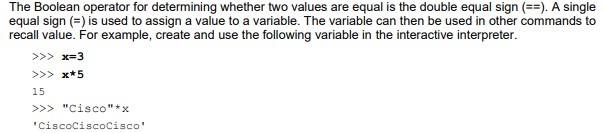 The Boolean operator for determining whether two values are equal is the double equal sign (==). A single
equal sign (=) is used to assign a value to a variable. The variable can then be used in other commands to
recall value. For example, create and use the following variable in the interactive interpreter.
>>> x=3
>>> x*5
15
>>> "Cisco"*x
'CiscoCiscoCisco'